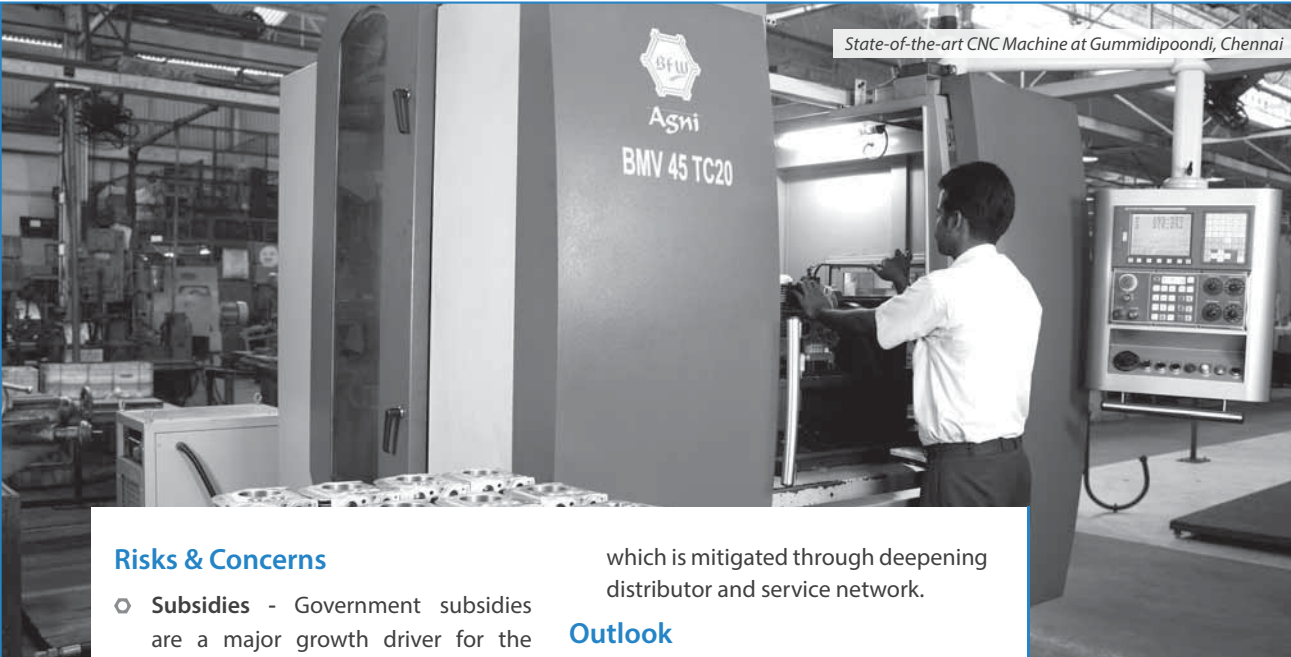 State-of-the-art CNC Machine at Gummidipoondi, Chennai
BFW
Agni
BMV 45 TC20
Risks & Concerns
Subsidies - Government subsidies
are a major growth driver for the
which is mitigated through deepening
distributor and service network.
Outlook